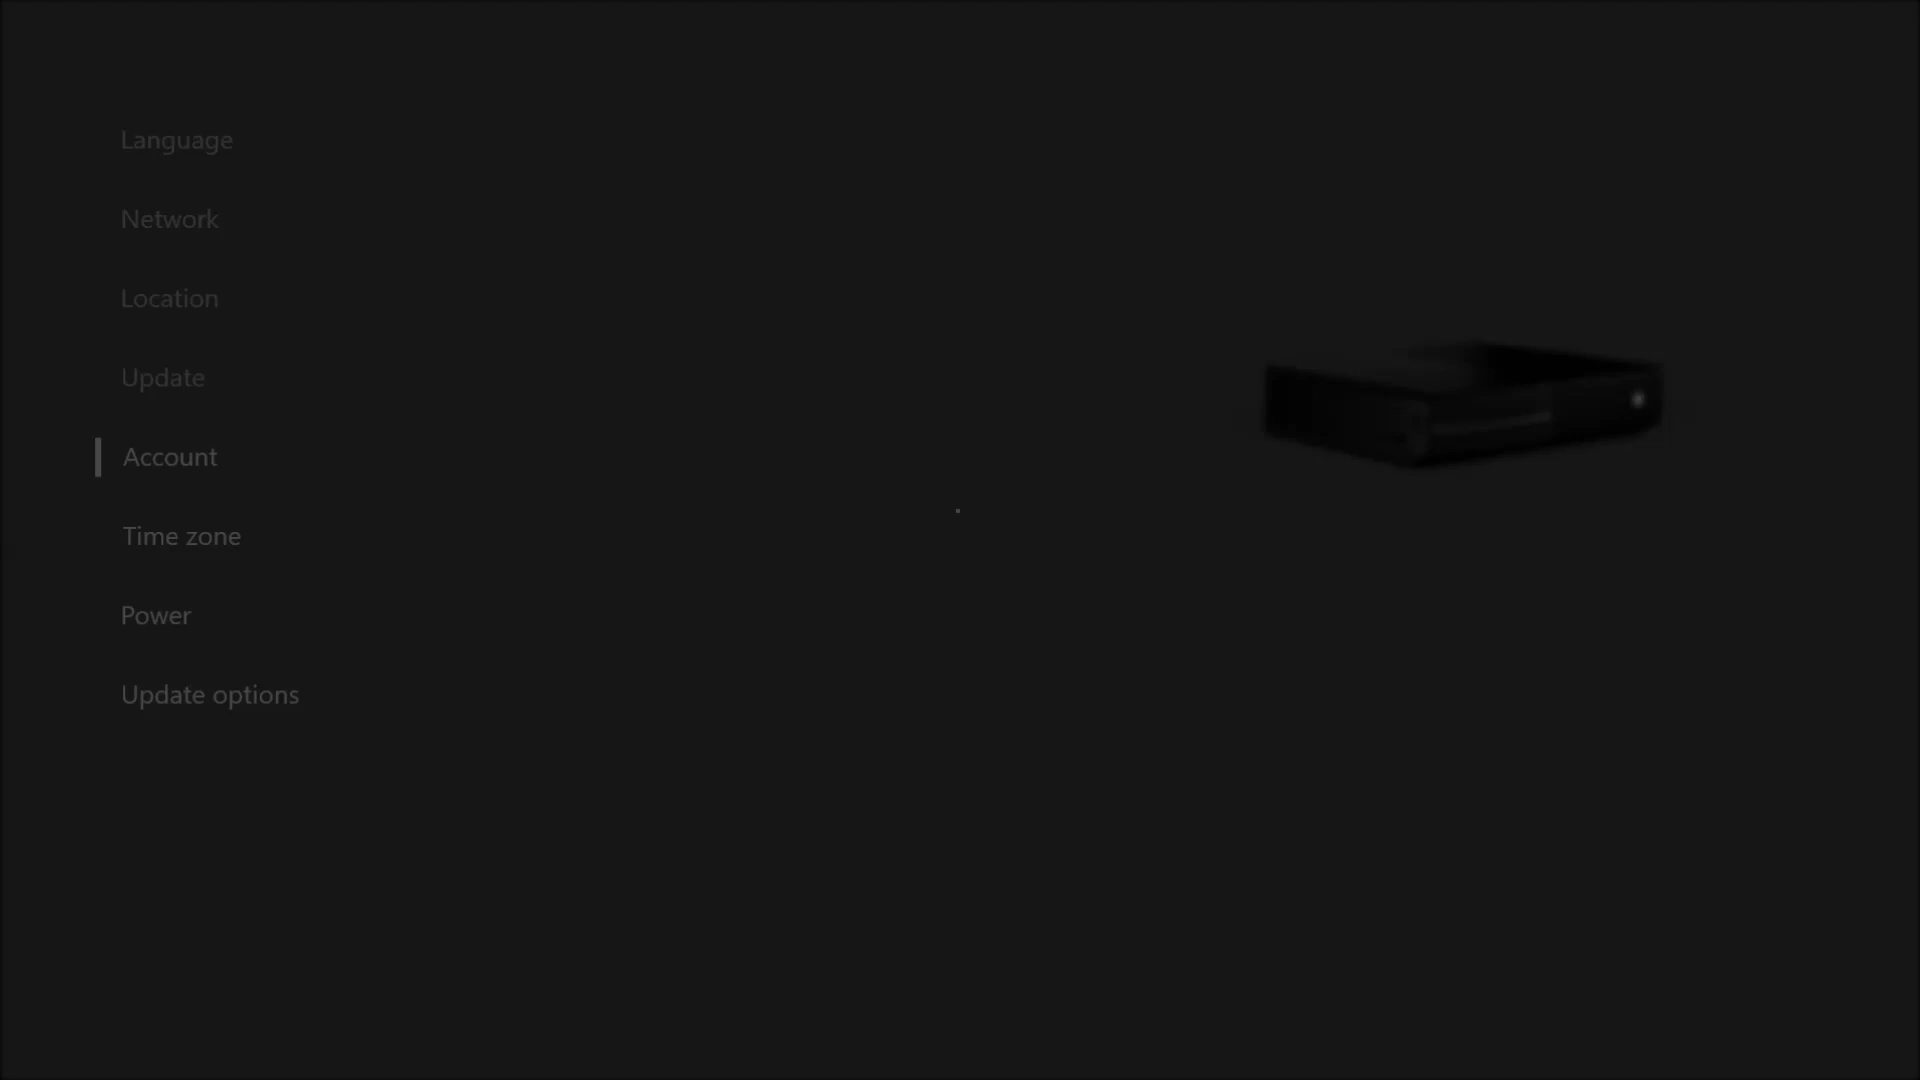 Language
Network
Location
Update
Account
Time zone
Power
Update options